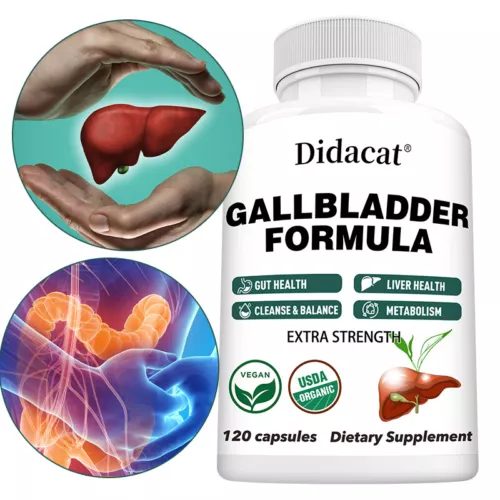 Didacat®
GALLBLADDER
FORMULA
GUT HEALTH
LIVER HEALTH
CLEANSE & BALANCE
METABOLISM
EXTRA STRENGTH
VEGAN
USDA
ORGANIC
120 capsules Dietary Supplement